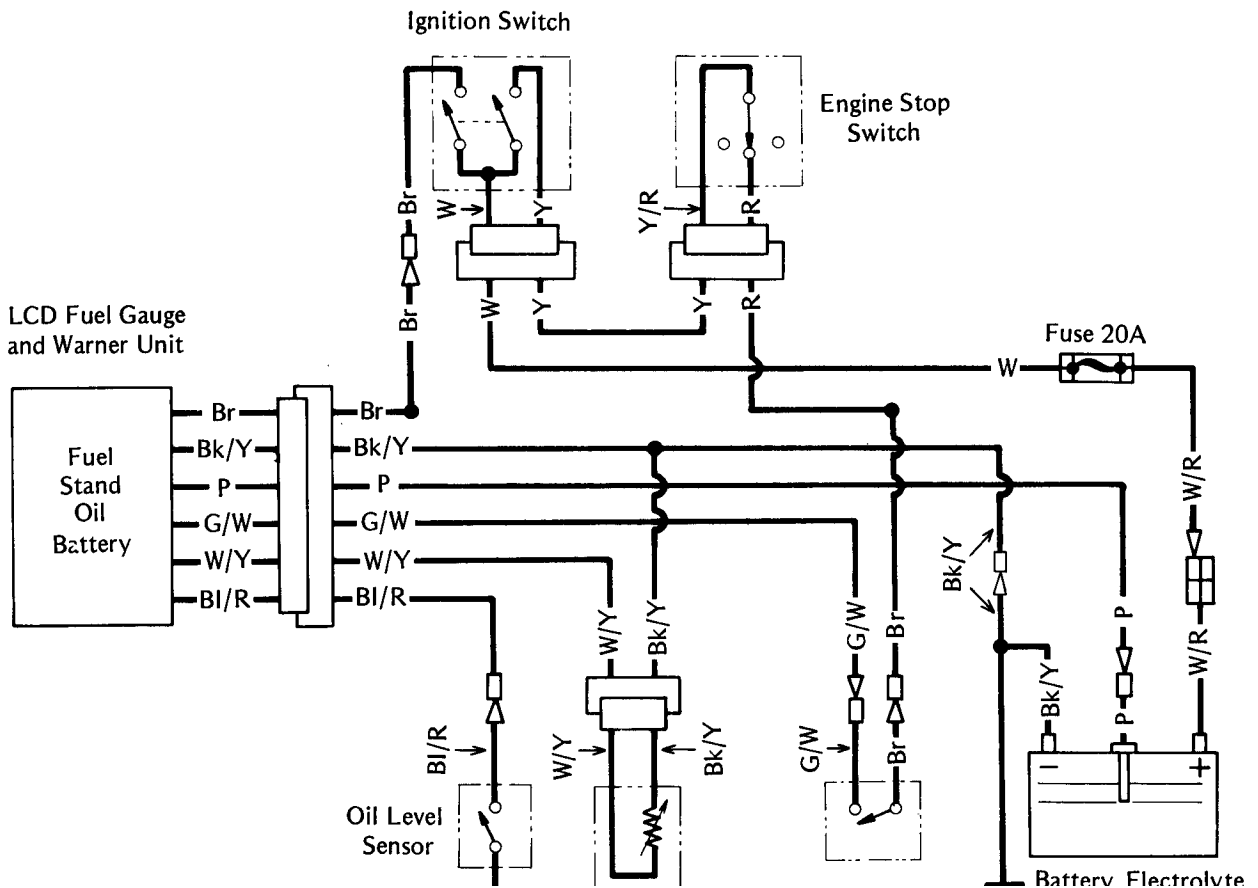 Ignition Switch
Engine Stop
Switch
Br
W
Y
Y/R
R
Br
W
Y
Y
R
LCD Fuel Gauge
and Warner Unit
Fuse 20A
W
Fuel
Stand
Oil
Battery
Br
Br
Bk/Y
Bk/Y
P
P
G/W
G/W
W/Y
W/Y
Bl/R
Bl/R
W/R
Bk/Y
W/Y
Bk/Y
G/W
Br
P
W/R
Bl/R
W/Y
Bk/Y
G/W
Br
Bk/Y
P
−
+
Oil Level
Sensor
Battery Electrolyte